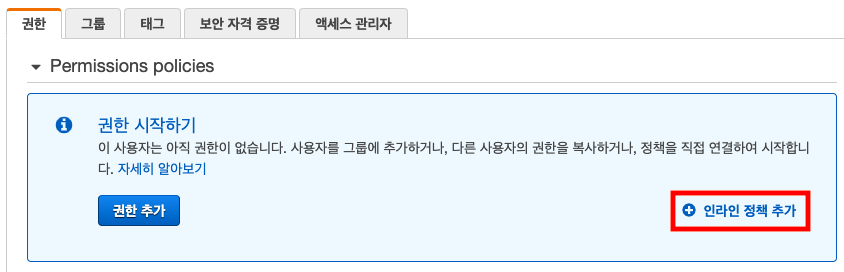 권한
그룹
태그
보안 자격 증명
액세스 관리자
Permissions policies
권한 시작하기
이 사용자는 아직 권한이 없습니다. 사용자를 그룹에 추가하거나, 다른 사용자의 권한을 복사하거나, 정책을 직접 연결하여 시작합니
다. 자세히 알아보기
권한 추가
인라인 정책 추가